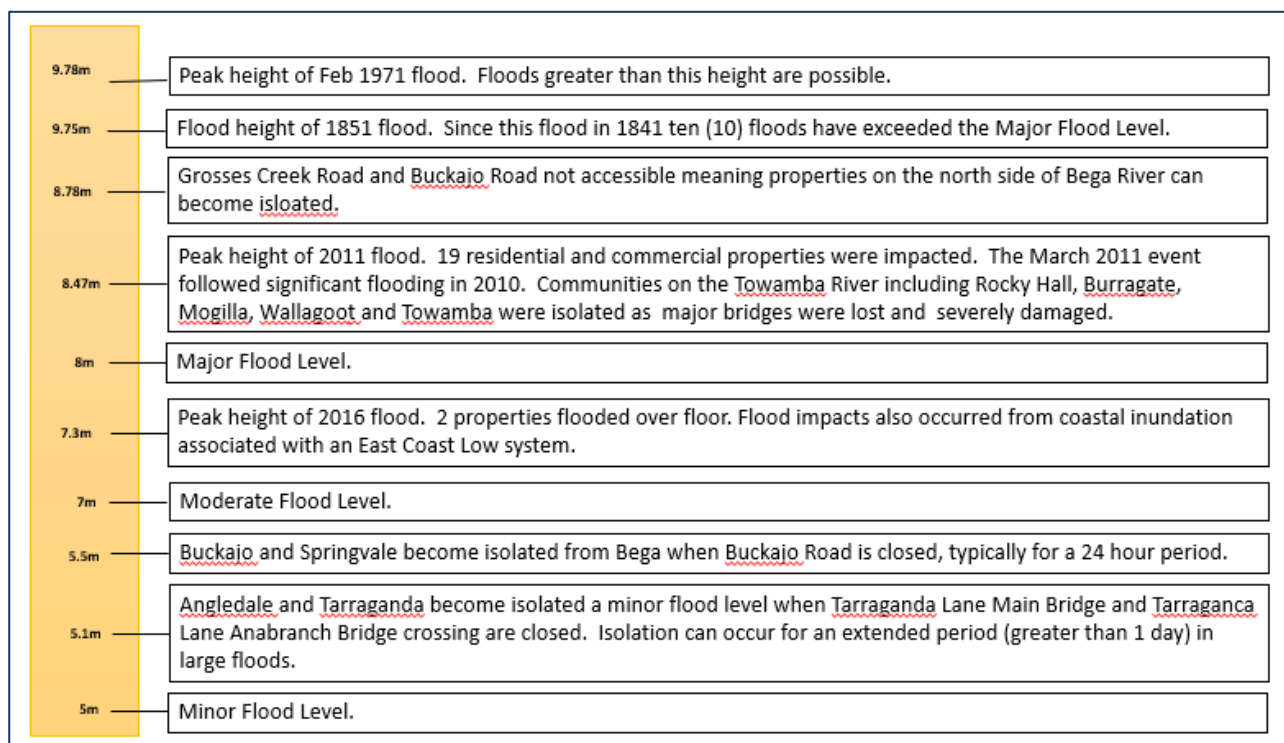 9.78m
Peak height of Feb 1971 flood.  Floods greater than this height are possible.
9.75m
Flood height of 1851 flood.  Since this flood in 1841 ten (10) floods have exceeded the Major Flood Level.
8.78m
Grosses Creek Road and Buckajo Road not accessible meaning properties on the north side of Bega River can
become isloated.
8.47m
Peak height of 2011 flood.  19 residential and commercial properties were impacted.  The March 2011 event
followed significant flooding in 2010.  Communities on the Towamba River including Rocky Hall, Burragate,
Mogilla, Wallagoot and Towamba were isolated as  major bridges were lost and  severely damaged.
8m
Major Flood Level.
7.3m
Peak height of 2016 flood.  2 properties flooded over floor. Flood impacts also occurred from coastal inundation
associated with an East Coast Low system.
7m
Moderate Flood Level.
5.5m
Buckajo and Springvale become isolated from Bega when Buckajo Road is closed, typically for a 24 hour period.
5.1m
Angledale and Tarraganda become isolated a minor flood level when Tarraganda Lane Main Bridge and Tarraganca
Lane Anabranch Bridge crossing are closed.  Isolation can occur for an extended period (greater than 1 day) in
large floods.
5m
Minor Flood Level.